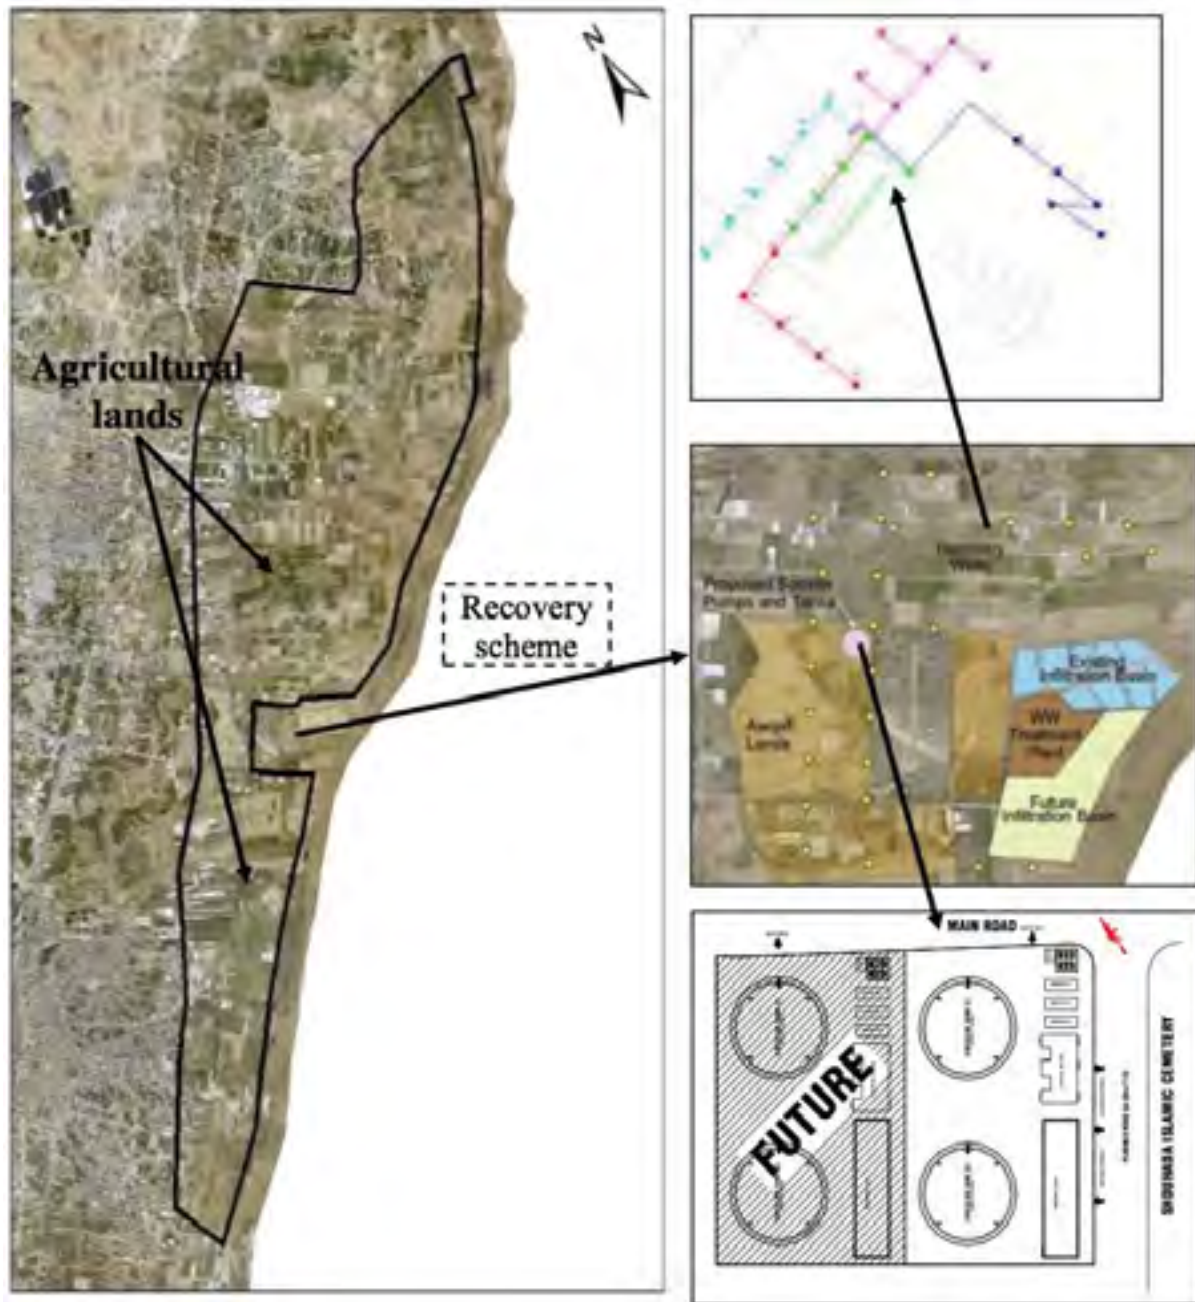 N
Agricultural
lands
Recovery
scheme
Proposed Booster
Pumps and Tanks
Recovery
Wells
Existing
Infiltration Basin
WW
Treatment
Plant
Awqaf
Lands
Future
Infiltration Basin
MAIN ROAD
FUTURE
SHOUHADA ISLAMIC CEMETERY